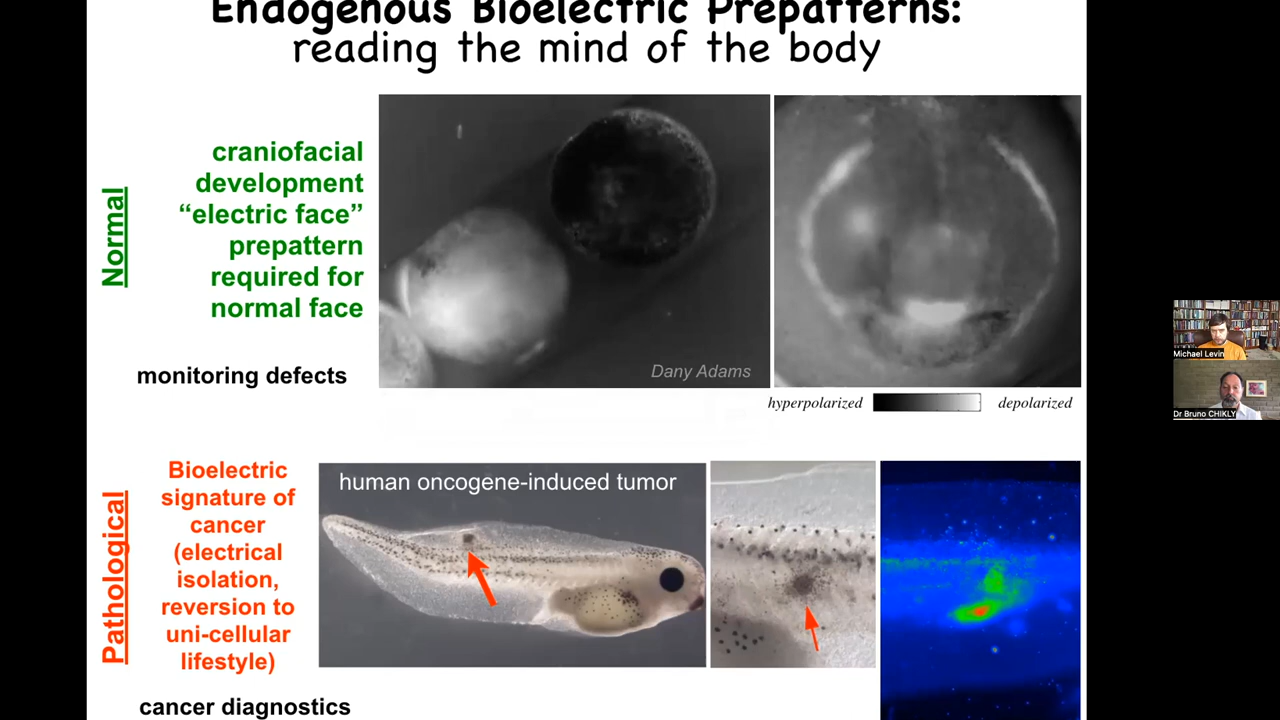 Endogenous Bioelectric Prepatterns:
reading the mind of the body
Normal
craniofacial
development
“electric face”
prepattern
required for
normal face
monitoring defects
Dany Adams
hyperpolarized
depolarized
Michael Levin
Dr Bruno CHIKLY
Pathological
Bioelectric
signature of
cancer
(electrical
isolation,
reversion to
uni-cellular
lifestyle)
human oncogene-induced tumor
cancer diagnostics